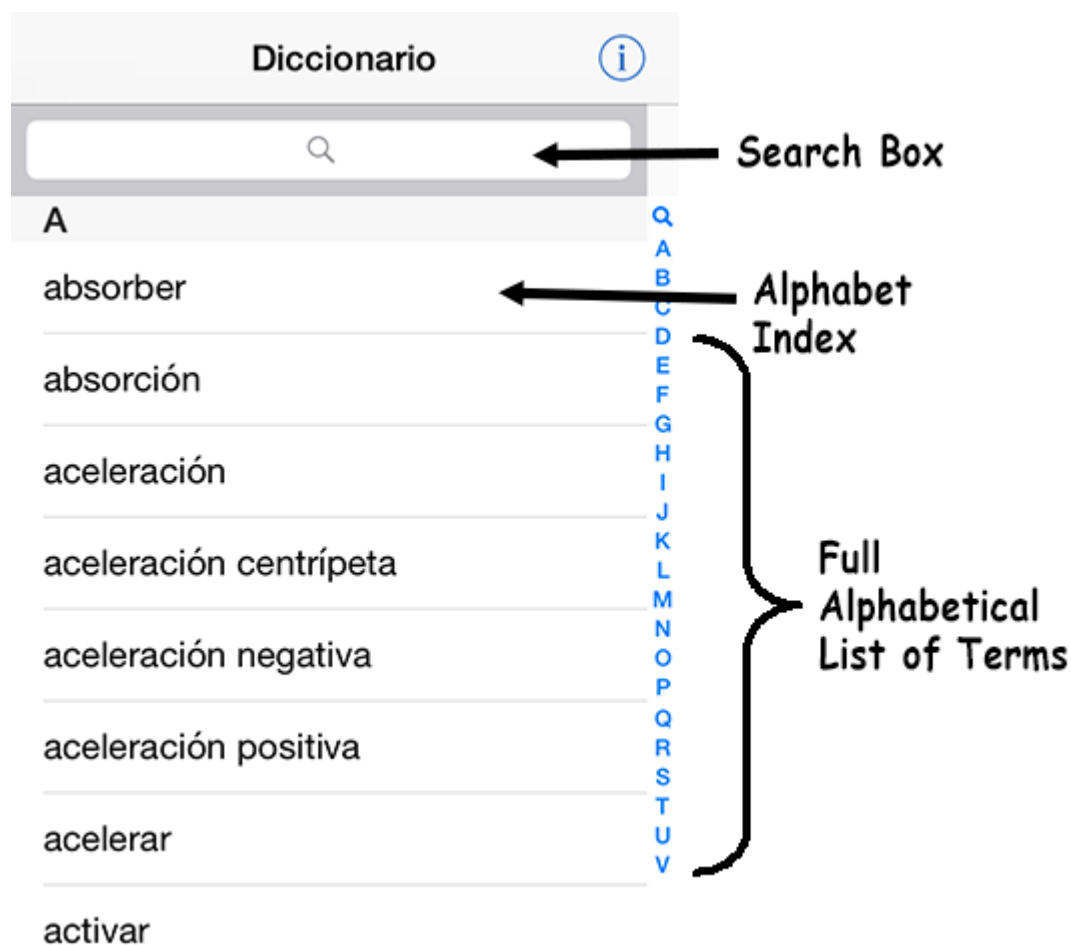 Diccionario
i
Search Box
A
absorber
absorción
aceleración
aceleración centrípeta
aceleración negativa
aceleración positiva
acelerar
activar
A
B
C
D
E
F
G
H
I
J
K
L
M
N
O
P
Q
R
S
T
U
V
Alphabet
Index
Full
Alphabetical
List of Terms